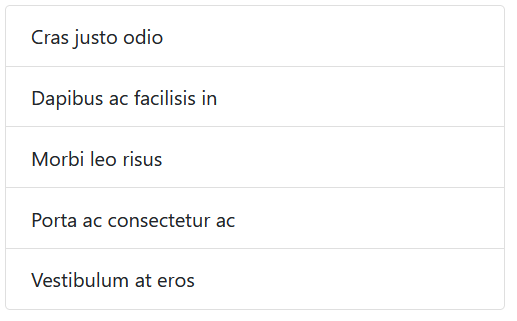 Cras justo odio
Dapibus ac facilisis in
Morbi leo risus
Porta ac consectetur ac
Vestibulum at eros